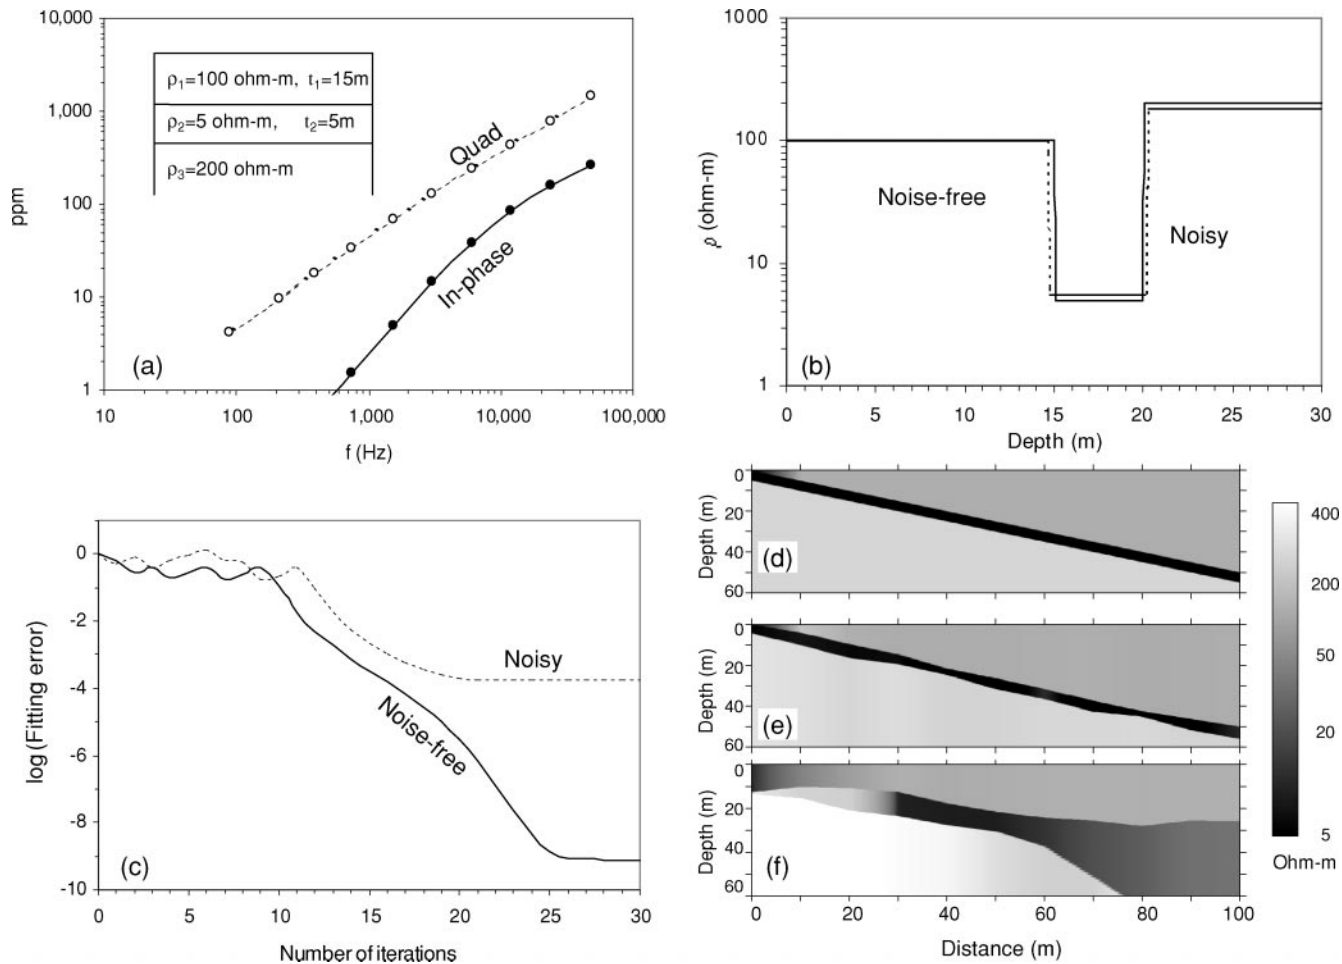 10,000
1,000
100
10
1
ppm
ρ1=100 ohm-m, t1=15m
ρ2=5 ohm-m, t2=5m
ρ3=200 ohm-m
Quad
In-phase
(a)
10
100
1,000
10,000
100,000
f (Hz)
1000
100
10
1
ρ (ohm-m)
Noise-free
Noisy
(b)
0
5
10
15
20
25
30
Depth (m)
0
-2
-4
-6
-8
-10
log (Fitting error)
Noisy
Noise-free
(c)
0
5
10
15
20
25
30
Number of iterations
0
20
40
60
Depth (m)
(d)
0
20
40
60
Depth (m)
(e)
0
20
40
60
Depth (m)
(f)
0
20
40
60
80
100
Distance (m)
400
200
50
20
5
Ohm-m